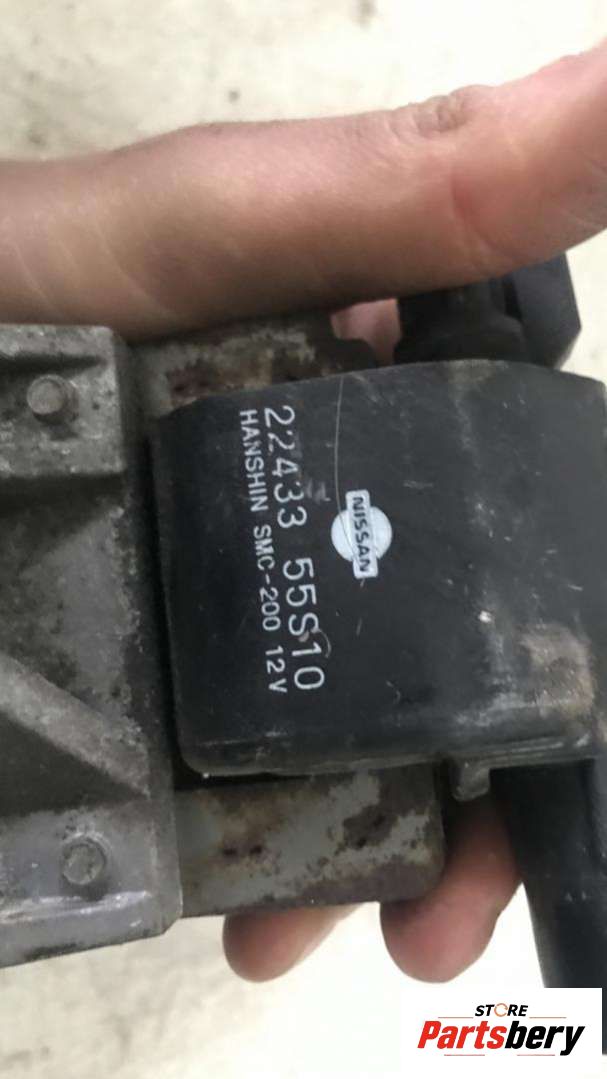 NISSAN
22433 55S10
HANSHIN SMC-200 12V
STORE
Partsbery